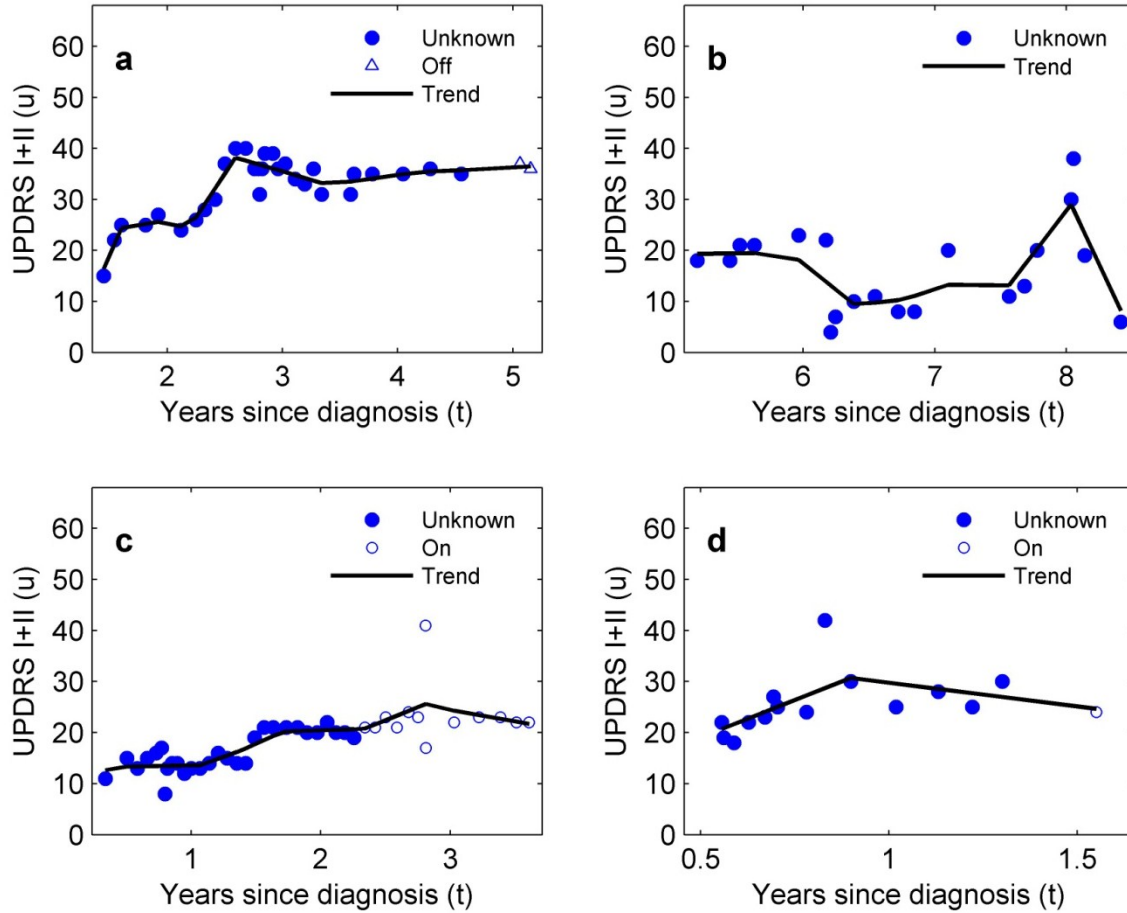 a
Unknown
Off
Trend
UPDRS I+II (u)
60
50
40
30
20
10
0
2
3
4
5
Years since diagnosis (t)
b
Unknown
Trend
UPDRS I+II (u)
60
50
40
30
20
10
0
6
7
8
Years since diagnosis (t)
c
Unknown
On
Trend
UPDRS I+II (u)
60
50
40
30
20
10
0
1
2
3
Years since diagnosis (t)
d
Unknown
On
Trend
UPDRS I+II (u)
60
50
40
30
20
10
0
0.5
1
1.5
Years since diagnosis (t)